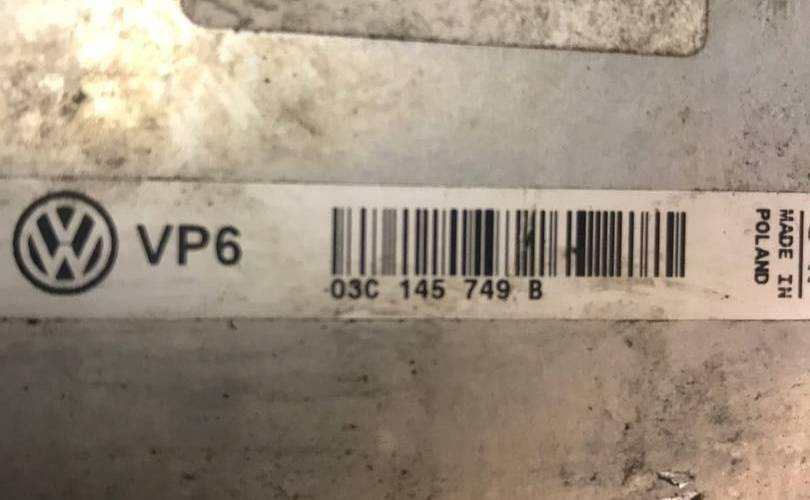 VP6
03C 145 749 B
MADE IN
POLAND